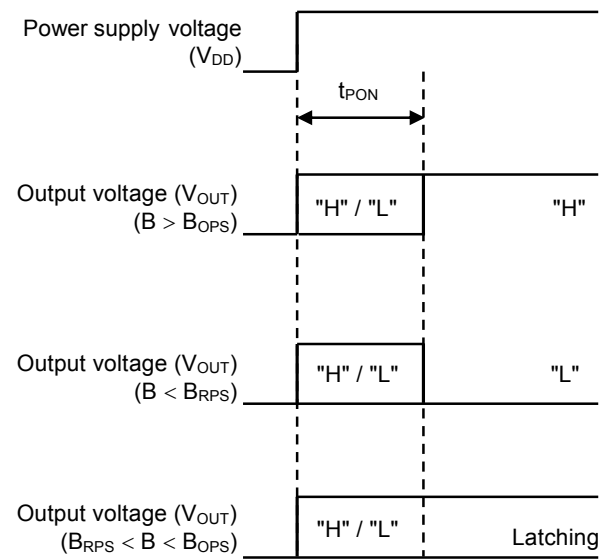 Power supply voltage
(VDD)
tPON
Output voltage (VOUT)
(B > BOPS)
"H" / "L"
"H"
Output voltage (VOUT)
(B < BRPS)
"H" / "L"
"L"
Output voltage (VOUT)
(BRPS < B < BOPS)
"H" / "L"
Latching